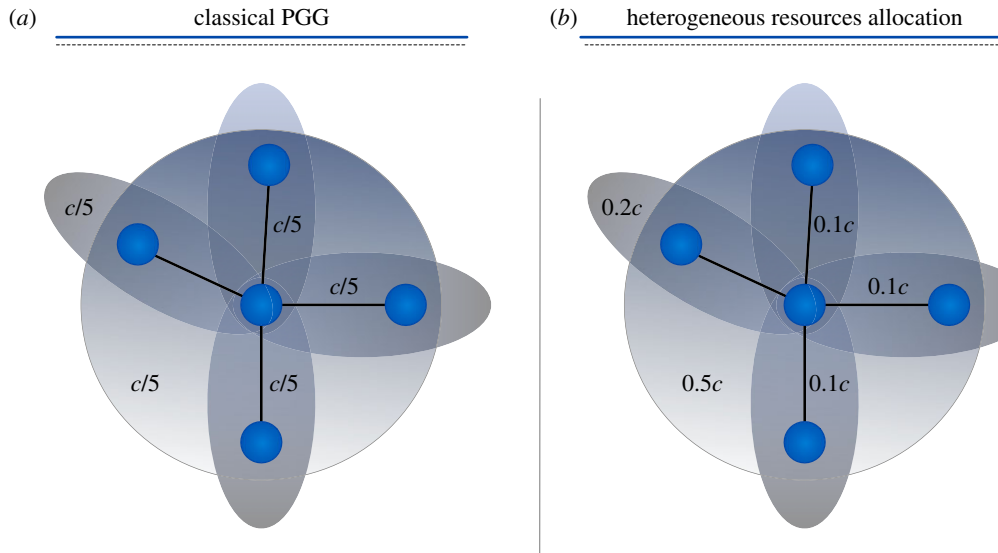 (a) classical PGG
c/5
c/5
c/5
c/5
c/5
(b) heterogeneous resources allocation
0.2c
0.1c
0.1c
0.5c
0.1c